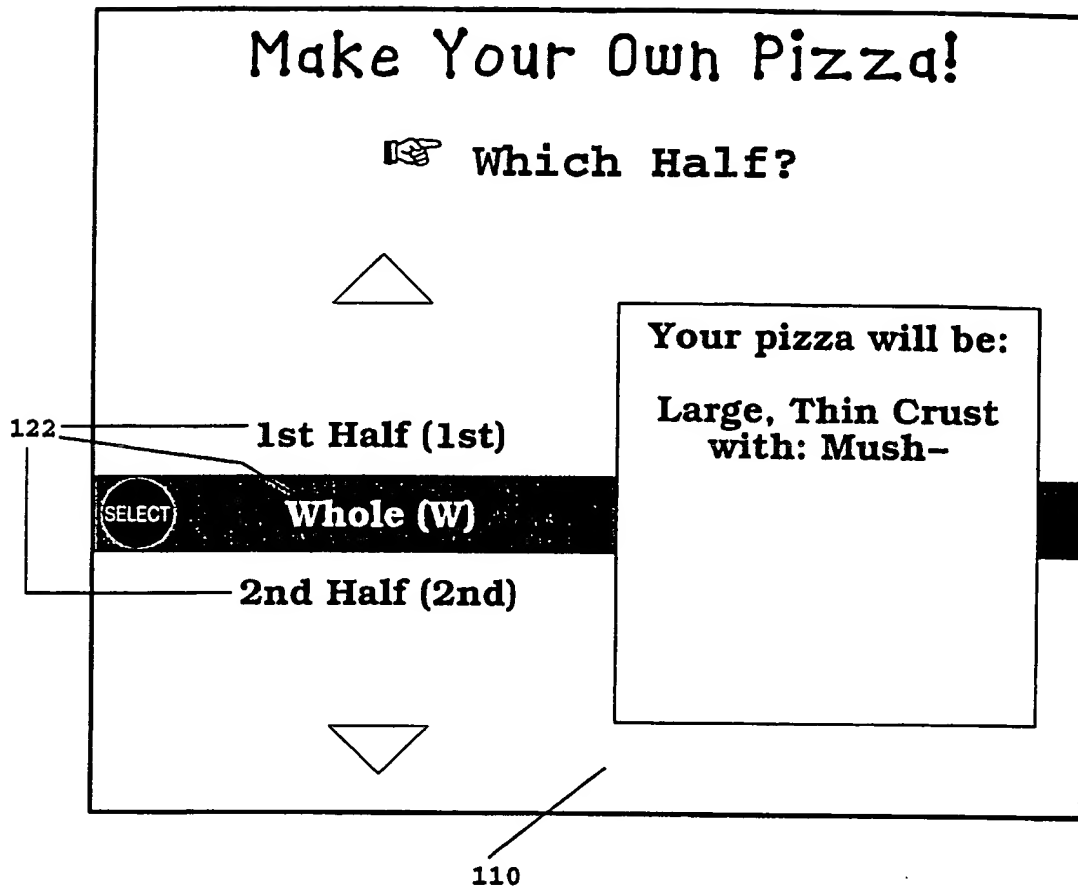 Make Your Own Pizza!
☞ Which Half?
Your pizza will be:
Large, Thin Crust
with: Mush–
122
1st Half (1st)
SELECT
Whole (W)
2nd Half (2nd)
110